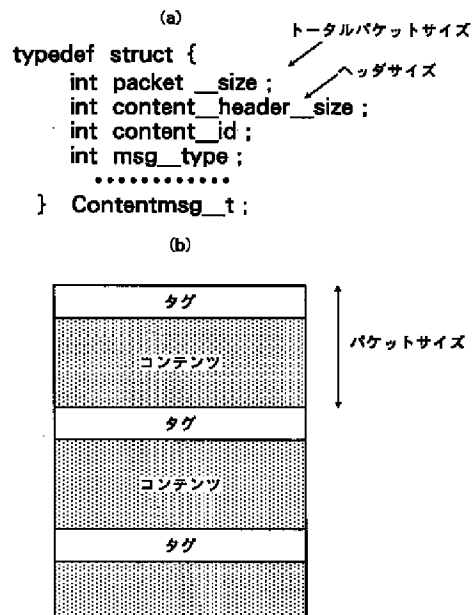 (a)
トータルパケットサイズ
typedef struct {
ヘッダサイズ
int packet __size ;
int content__header__size ;
int content__id ;
int msg__type ;
••••••••••••
} Contentmsg__t ;
(b)
タグ
コンテンツ
パケットサイズ
タグ
コンテンツ
タグ